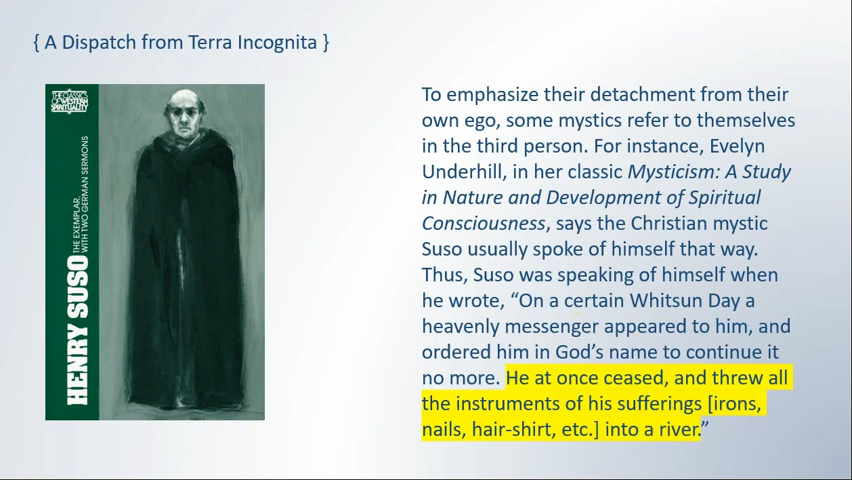 { A Dispatch from Terra Incognita }
THE CLASSICS
OF WESTERN
SPIRITUALITY
HENRY SUSO
THE EXEMPLAR,
WITH TWO GERMAN SERMONS
To emphasize their detachment from their
own ego, some mystics refer to themselves
in the third person. For instance, Evelyn
Underhill, in her classic Mysticism: A Study
in Nature and Development of Spiritual
Consciousness, says the Christian mystic
Suso usually spoke of himself that way.
Thus, Suso was speaking of himself when
he wrote, “On a certain Whitsun Day a
heavenly messenger appeared to him, and
ordered him in God’s name to continue it
no more. He at once ceased, and threw all
the instruments of his sufferings [irons,
nails, hair-shirt, etc.] into a river.”